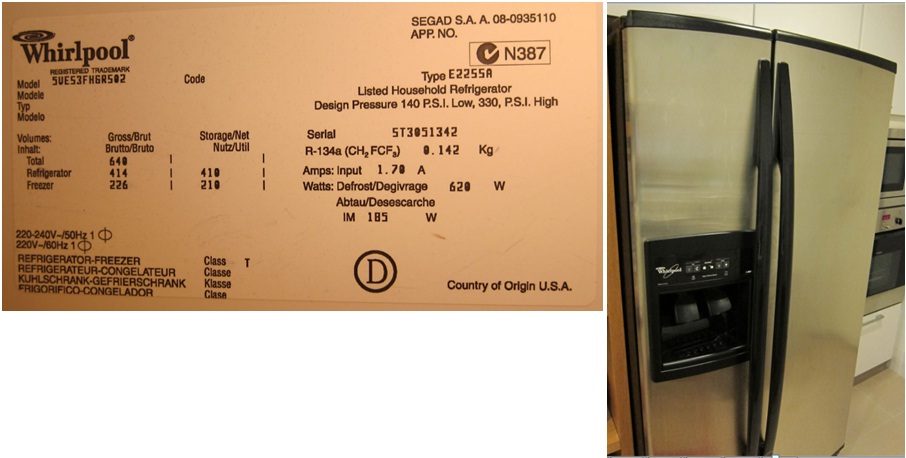 SEGAD S.A. A. 08-0935110
APP. NO.
N387
Whirlpool®
REGISTERED TRADEMARK
Model 5VES3FHGRS02 Code
Modele
Typ
Modelo
Type E2255A
Listed Household Refrigerator
Design Pressure 140 P.S.I. Low, 330, P.S.I. High
Volumes: Gross/Brut Storage/Net
Inhalt: Brutto/Bruto Nutz/Util
Total 640 l l
Refrigerator 414 l 410 l
Freezer 226 l 210 l
Serial ST3051342
R-134a (CH2 FCF3) 0.142 Kg
Amps: Input 1.70 A
Watts: Defrost/Degivrage 620 W
Abtau/Desescarche
IM 185 W
220-240V~/50Hz 1
220V~/60Hz 1
REFRIGERATOR-FREEZER Class T
REFRIGERATEUR-CONGELATEUR Classe
KUHLSCHRANK-GEFRIERSCHRANK Klasse
FRIGORIFICO-CONGELADOR Clase
D
Country of Origin U.S.A.
Whirlpool